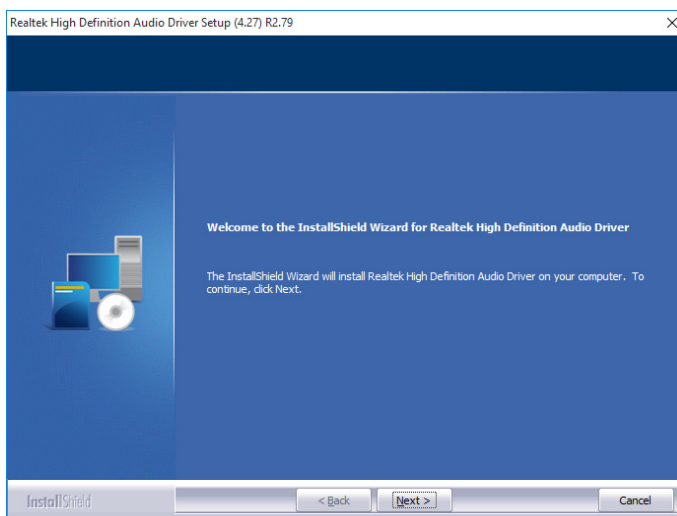 Realtek High Definition Audio Driver Setup (4.27) R2.79
Welcome to the InstallShield Wizard for Realtek High Definition Audio Driver
The InstallShield Wizard will install Realtek High Definition Audio Driver on your computer. To
continue, click Next.
InstallShield
< Back
Next >
Cancel